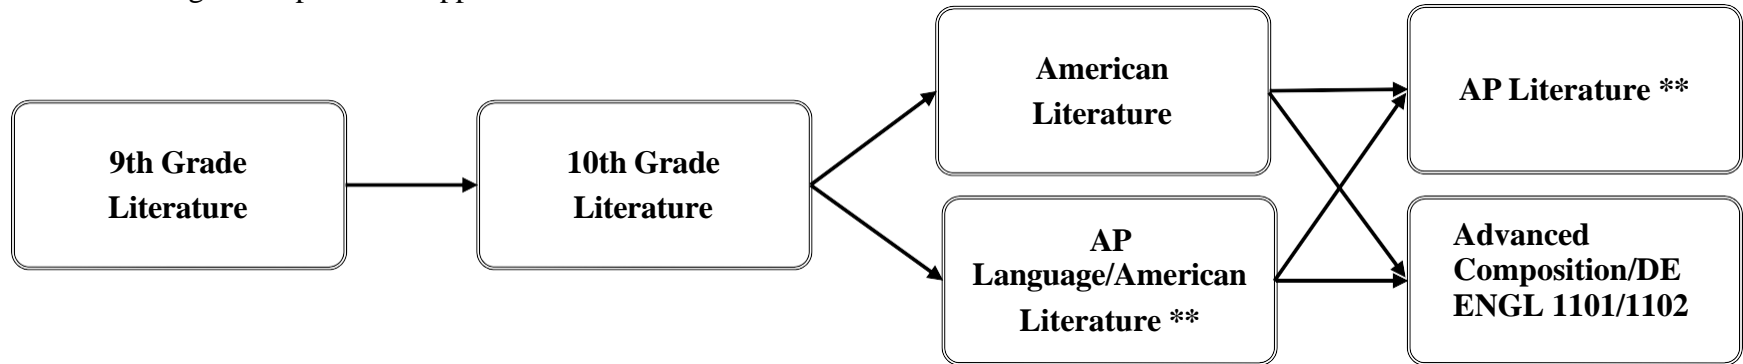 9th Grade
Literature
10th Grade
Literature
American
Literature
AP
Language/American
Literature **
AP Literature **
Advanced
Composition/DE
ENGL 1101/1102